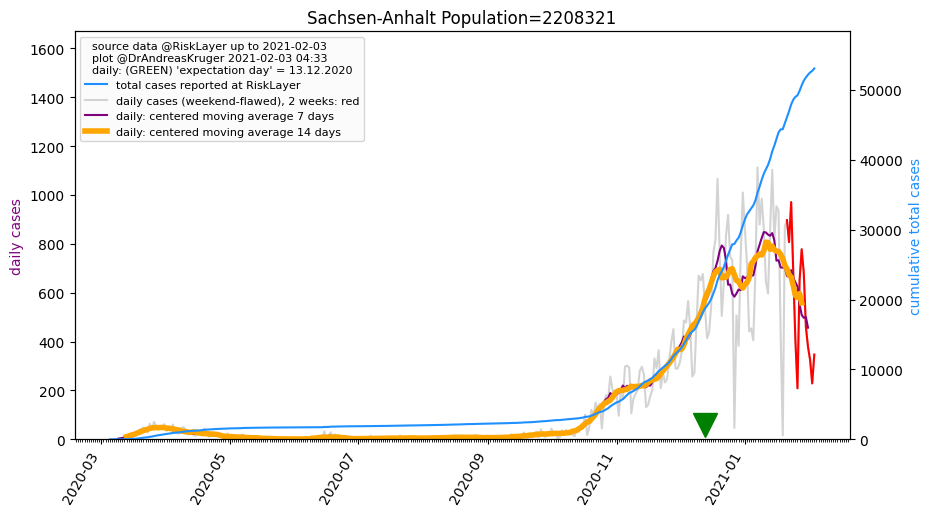 Sachsen-Anhalt Population=2208321
source data @RiskLayer up to 2021-02-03
plot @DrAndreasKruger 2021-02-03 04:33
daily: (GREEN) 'expectation day' = 13.12.2020
total cases reported at RiskLayer
daily cases (weekend-flawed), 2 weeks: red
daily: centered moving average 7 days
daily: centered moving average 14 days
daily cases
1600
1400
1200
1000
800
600
400
200
0
50000
40000
30000
20000
10000
0
cumulative total cases
2020-03
2020-05
2020-07
2020-09
2020-11
2021-01